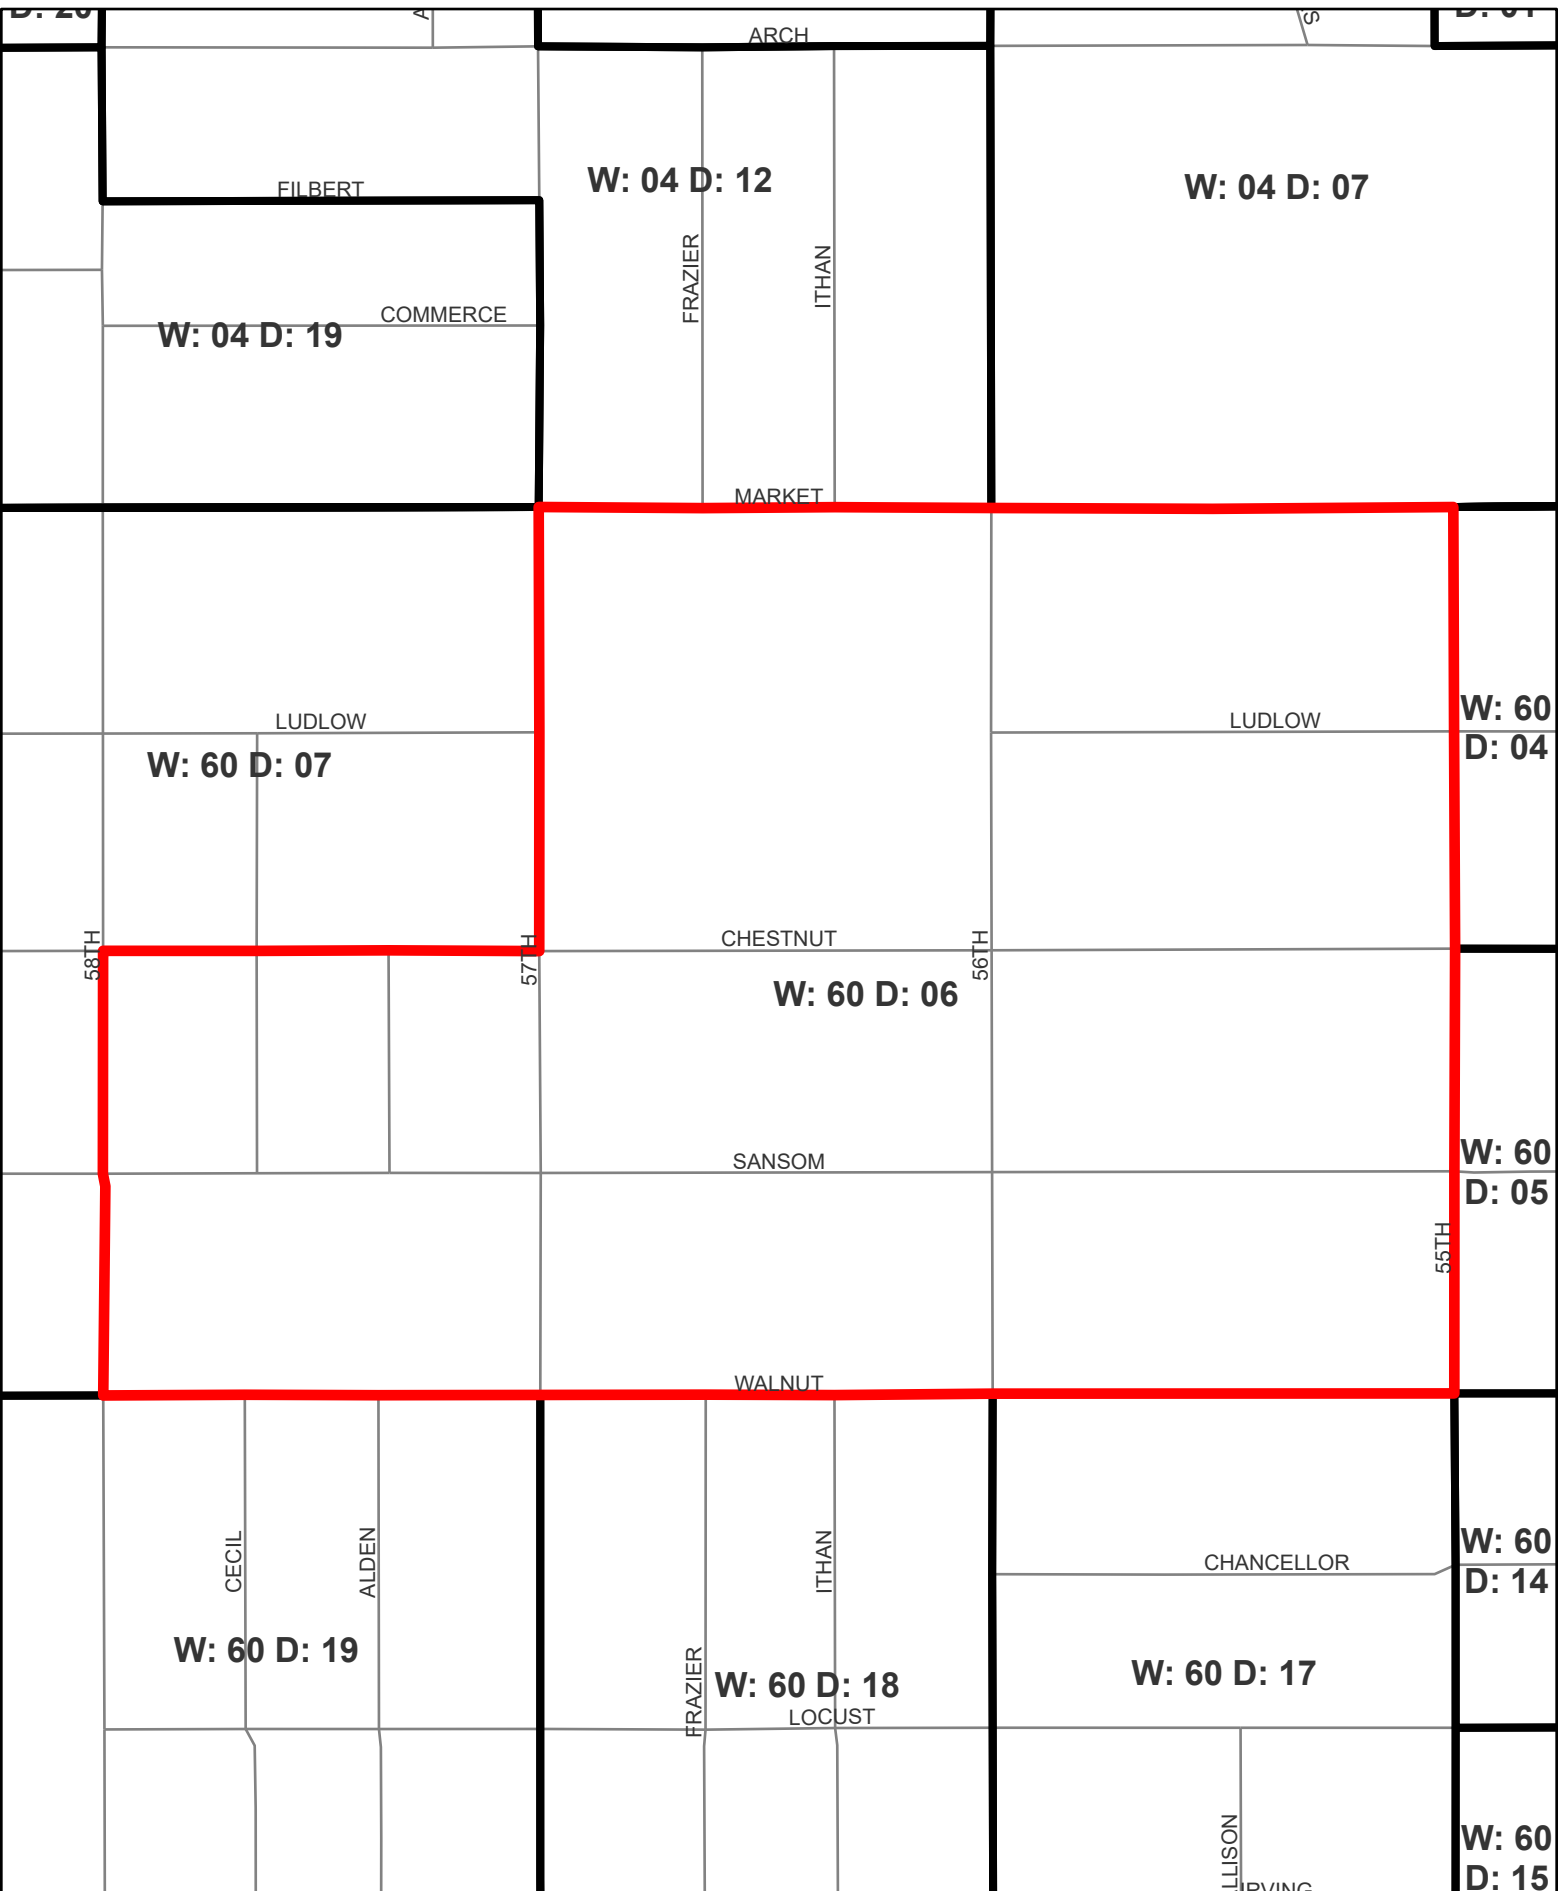 ARCH
FILBERT
W: 04 D: 12
W: 04 D: 07
FRAZIER
ITHAN
COMMERCE
W: 04 D: 19
MARKET
LUDLOW
LUDLOW
W: 60
D: 04
W: 60 D: 07
58TH
57TH
CHESTNUT
56TH
W: 60 D: 06
SANSOM
W: 60
D: 05
55TH
WALNUT
CECIL
ALDEN
ITHAN
CHANCELLOR
W: 60
D: 14
W: 60 D: 19
FRAZIER
W: 60 D: 18
W: 60 D: 17
LOCUST
W: 60
D: 15